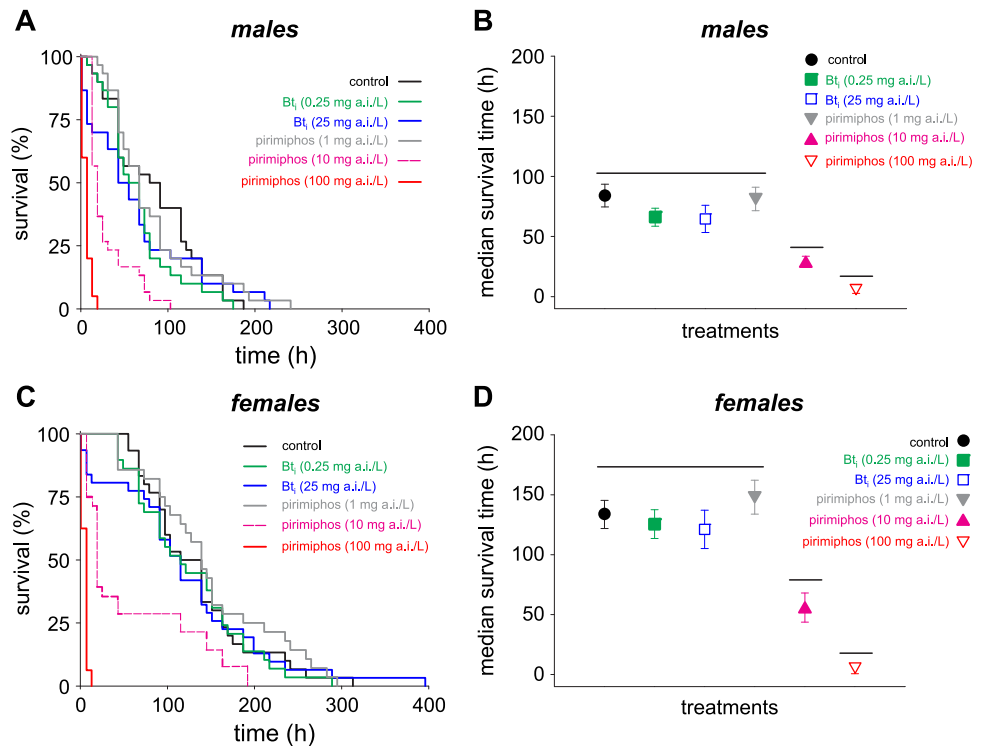 A
males
survival (%)
100
75
50
25
0
0
100
200
300
400
time (h)
control
Bti (0.25 mg a.i./L)
Bti (25 mg a.i./L)
pirimiphos (1 mg a.i./L)
pirimiphos (10 mg a.i./L)
pirimiphos (100 mg a.i./L)
B
males
median survival time (h)
200
150
100
50
0
treatments
control
Bti (0.25 mg a.i./L)
Bti (25 mg a.i./L)
pirimiphos (1 mg a.i./L)
pirimiphos (10 mg a.i./L)
pirimiphos (100 mg a.i./L)
C
females
survival (%)
100
75
50
25
0
0
100
200
300
400
time (h)
control
Bti (0.25 mg a.i./L)
Bti (25 mg a.i./L)
pirimiphos (1 mg a.i./L)
pirimiphos (10 mg a.i./L)
pirimiphos (100 mg a.i./L)
D
females
median survival time (h)
200
150
100
50
0
treatments
control
Bti (0.25 mg a.i./L)
Bti (25 mg a.i./L)
pirimiphos (1 mg a.i./L)
pirimiphos (10 mg a.i./L)
pirimiphos (100 mg a.i./L)